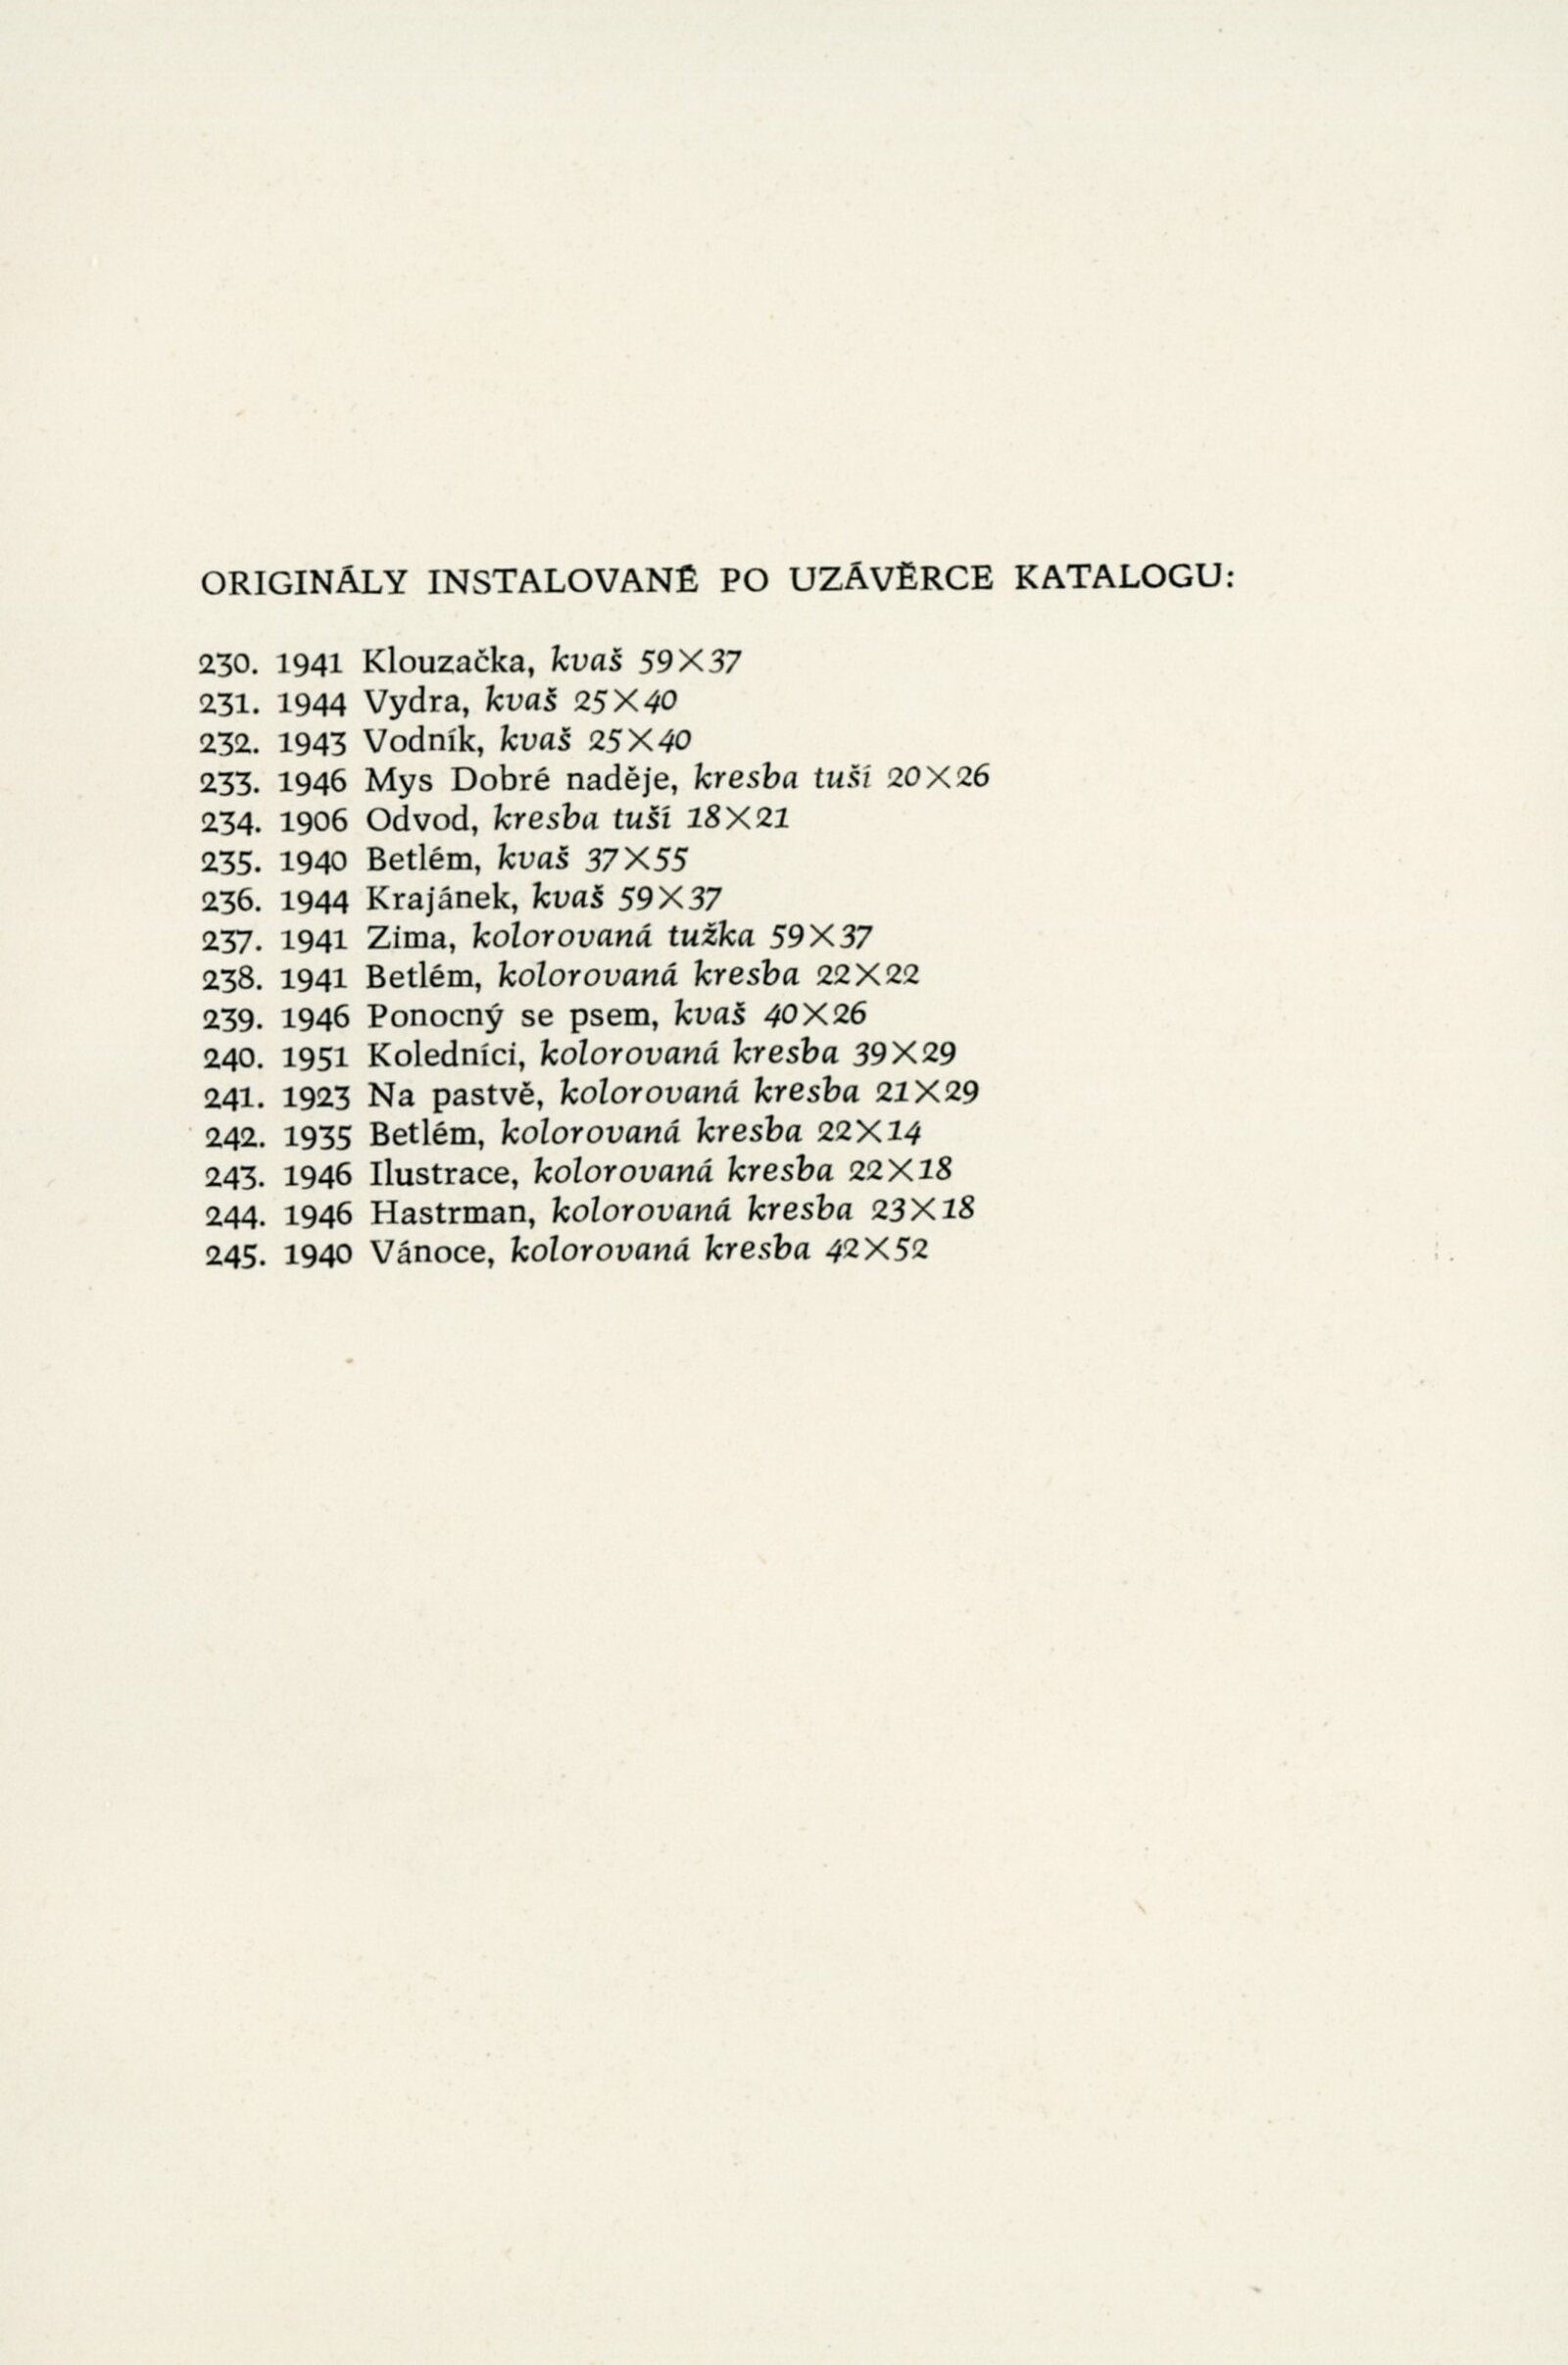 ORIGINÁLY INSTALOVANÉ PO UZÁVĚRCE KATALOGU:
230. 1941 Klouzačka, kvaš 59×37
231. 1944 Vydra, kvaš 25×40
232. 1943 Vodník, kvaš 25×40
233. 1946 Mys Dobré naděje, kresba tuší 20×26
234. 1906 Odvod, kresba tuší 18×21
235. 1940 Betlém, kvaš 37×55
236. 1944 Krajánek, kvaš 59×37
237. 1941 Zima, kolorovaná tužka 59×37
238. 1941 Betlém, kolorovaná kresba 22×22
239. 1946 Ponocný se psem, kvaš 40×26
240. 1951 Koledníci, kolorovaná kresba 39×29
241. 1923 Na pastvě, kolorovaná kresba 21×29
242. 1935 Betlém, kolorovaná kresba 22×14
243. 1946 Ilustrace, kolorovaná kresba 22×18
244. 1946 Hastrman, kolorovaná kresba 23×18
245. 1940 Vánoce, kolorovaná kresba 42×52